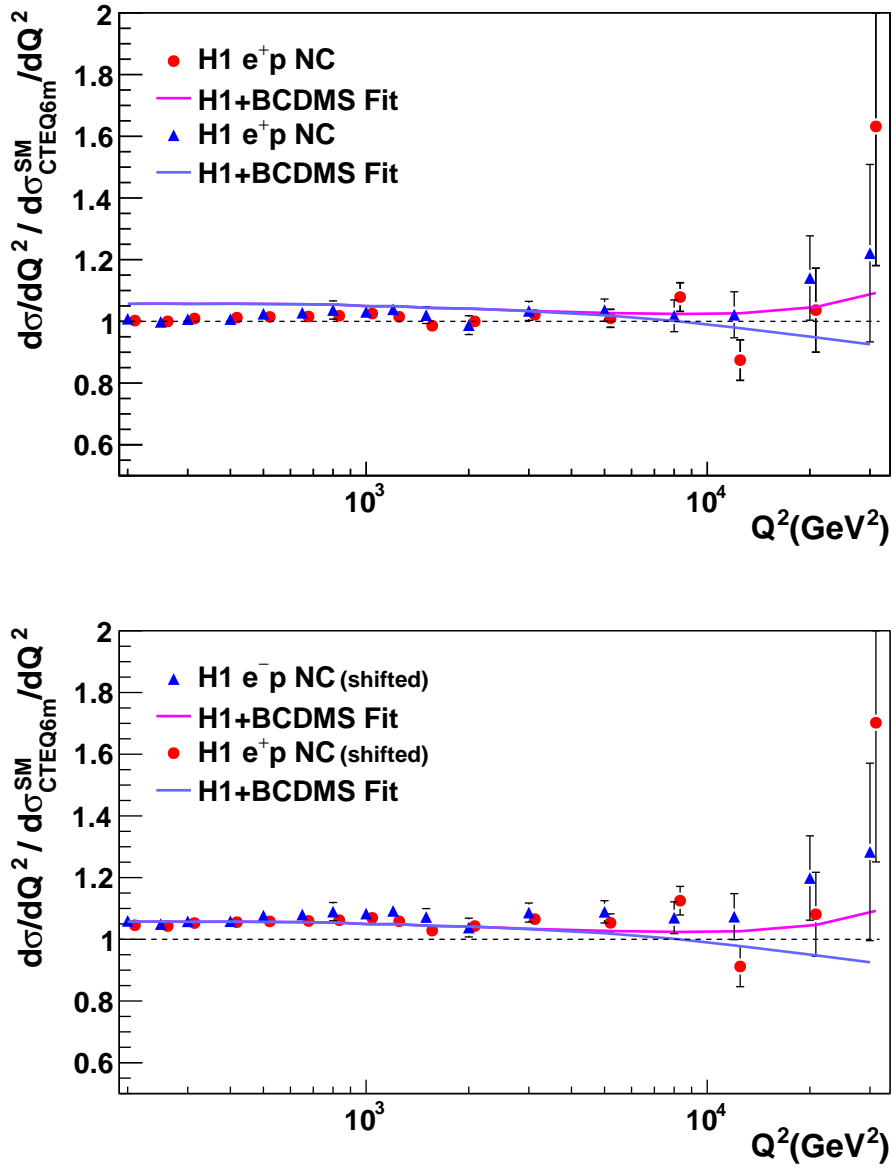 dσ/dQ² / dσ^SM_CTEQ6m/dQ²
2
1.8
1.6
1.4
1.2
1
0.8
0.6
H1 e⁺p NC
H1+BCDMS Fit
H1 e⁺p NC
H1+BCDMS Fit
10³
10⁴
Q²(GeV²)
dσ/dQ² / dσ^SM_CTEQ6m/dQ²
2
1.8
1.6
1.4
1.2
1
0.8
0.6
H1 e⁻p NC (shifted)
H1+BCDMS Fit
H1 e⁺p NC (shifted)
H1+BCDMS Fit
10³
10⁴
Q²(GeV²)